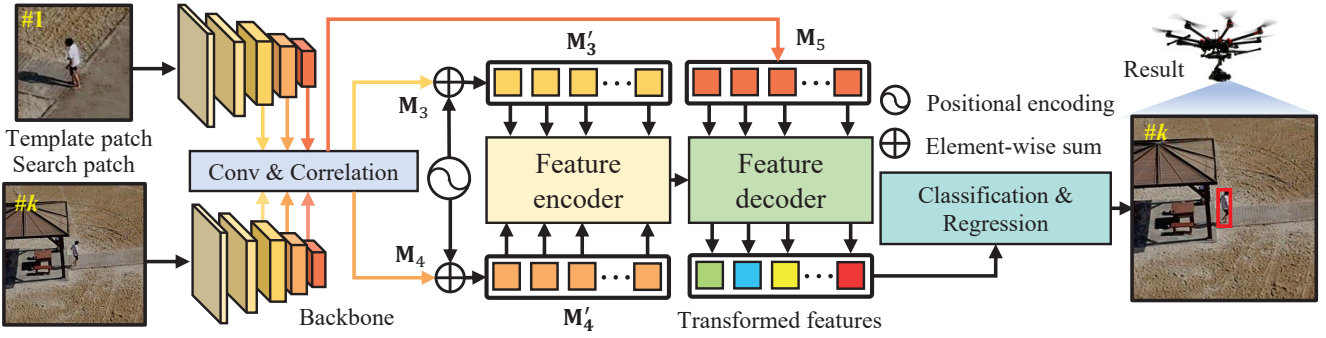 #1
Template patch
Search patch
#k
Backbone
Conv & Correlation
M₃
M₄
M′₃
M′₄
M₅
Feature
encoder
Feature
decoder
Transformed features
Positional encoding
Element-wise sum
Classification &
Regression
Result
#k